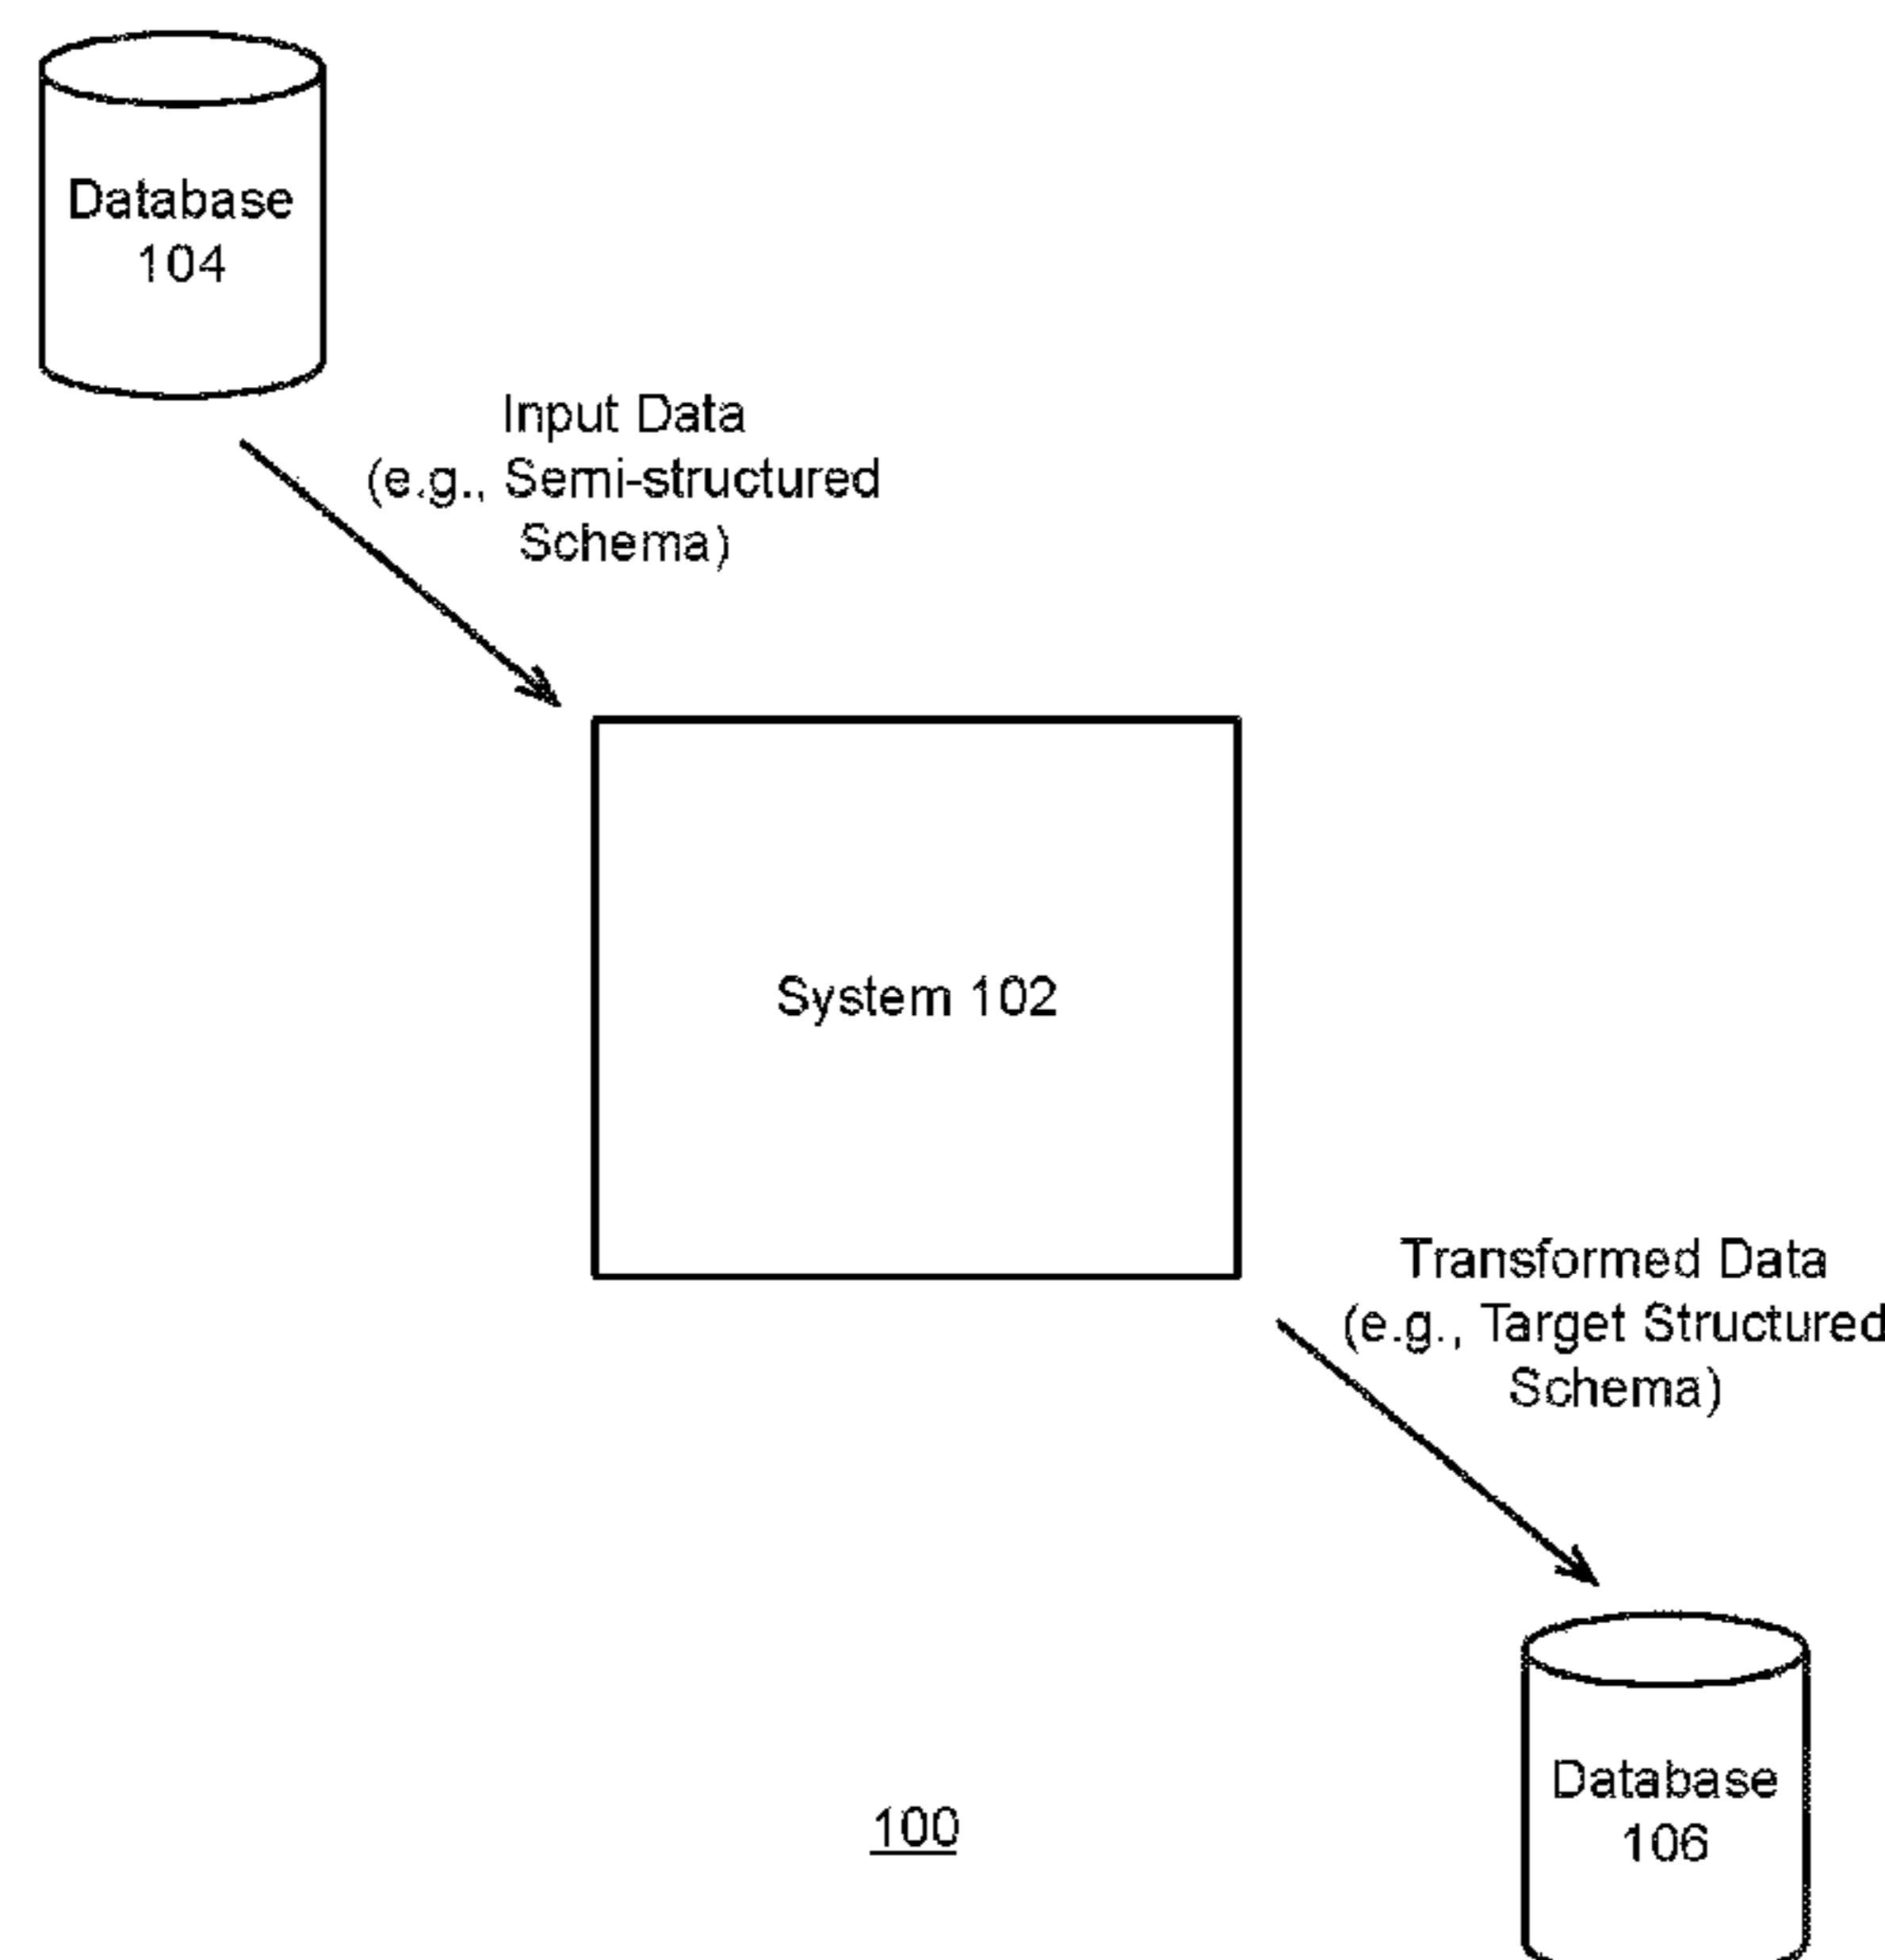 Database
104
Input Data
(e.g., Semi-structured
Schema)
System 102
Transformed Data
(e.g., Target Structured
Schema)
Database
106
100